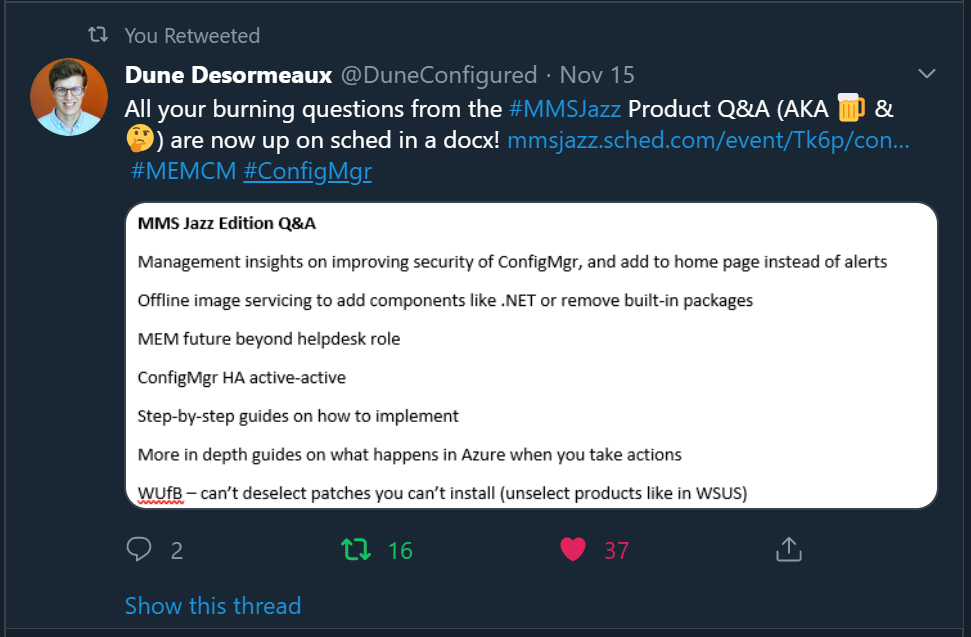 You Retweeted
Dune Desormeaux @DuneConfigured · Nov 15
All your burning questions from the #MMSJazz Product Q&A (AKA 🍺 &
🤔) are now up on sched in a docx! mmsjazz.sched.com/event/Tk6p/con...
#MEMCM #ConfigMgr
MMS Jazz Edition Q&A
Management insights on improving security of ConfigMgr, and add to home page instead of alerts
Offline image servicing to add components like .NET or remove built-in packages
MEM future beyond helpdesk role
ConfigMgr HA active-active
Step-by-step guides on how to implement
More in depth guides on what happens in Azure when you take actions
WUfB – can't deselect patches you can't install (unselect products like in WSUS)
2 16 37
Show this thread